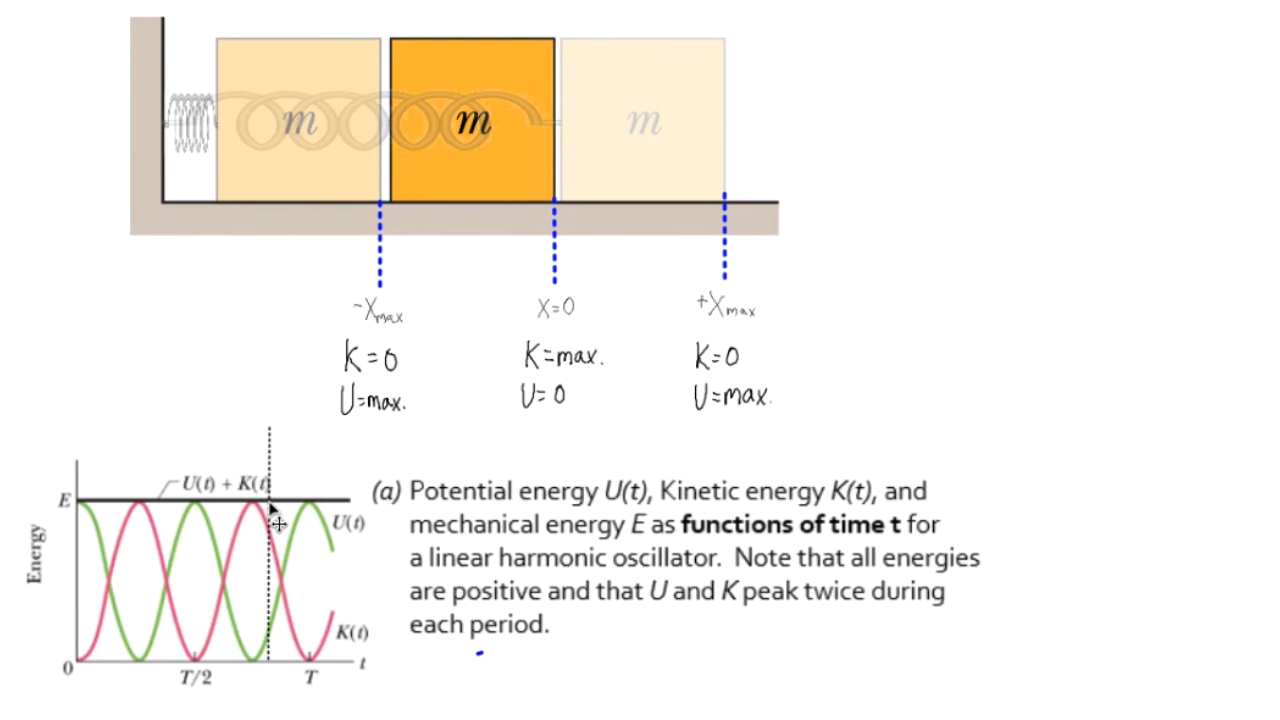 m m m
-Xmax X=0 +Xmax
K=0 K=max. K=0
U=max. U=0 U=max.
U(t) + K(t)
E
U(t)
Energy
K(t)
0
T/2 T t
(a) Potential energy U(t), Kinetic energy K(t), and
mechanical energy E as functions of time t for
a linear harmonic oscillator. Note that all energies
are positive and that U and K peak twice during
each period.